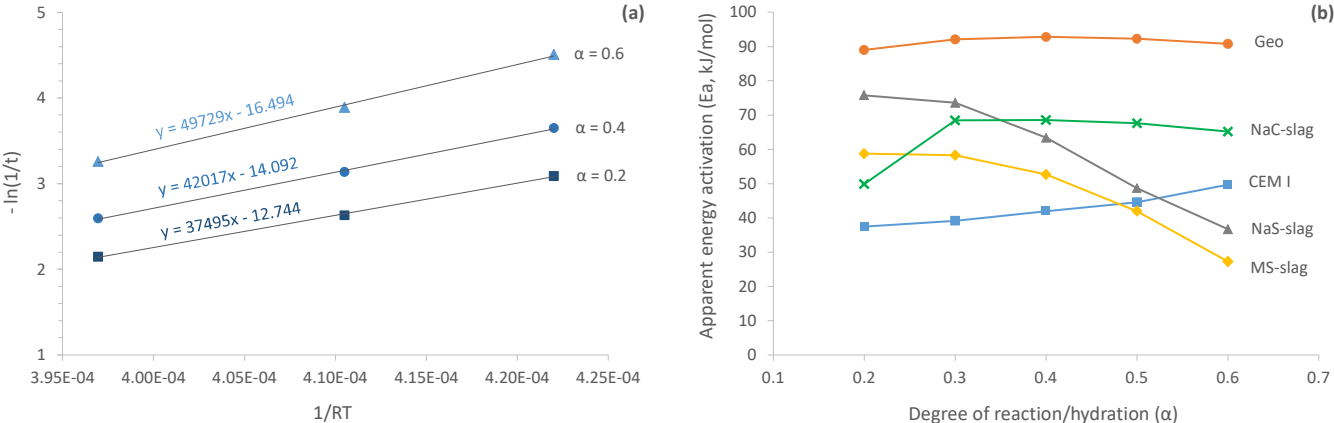 (a)
5
4
3
2
1
- ln(1/t)
y = 49729x - 16.494
α = 0.6
y = 42017x - 14.092
α = 0.4
y = 37495x - 12.744
α = 0.2
3.95E-04 4.00E-04 4.05E-04 4.10E-04 4.15E-04 4.20E-04 4.25E-04
1/RT
(b)
100
90
80
70
60
50
40
30
20
10
0
Apparent energy activation (Ea, kJ/mol)
Geo
NaC-slag
CEM I
NaS-slag
MS-slag
0.1 0.2 0.3 0.4 0.5 0.6 0.7
Degree of reaction/hydration (α)